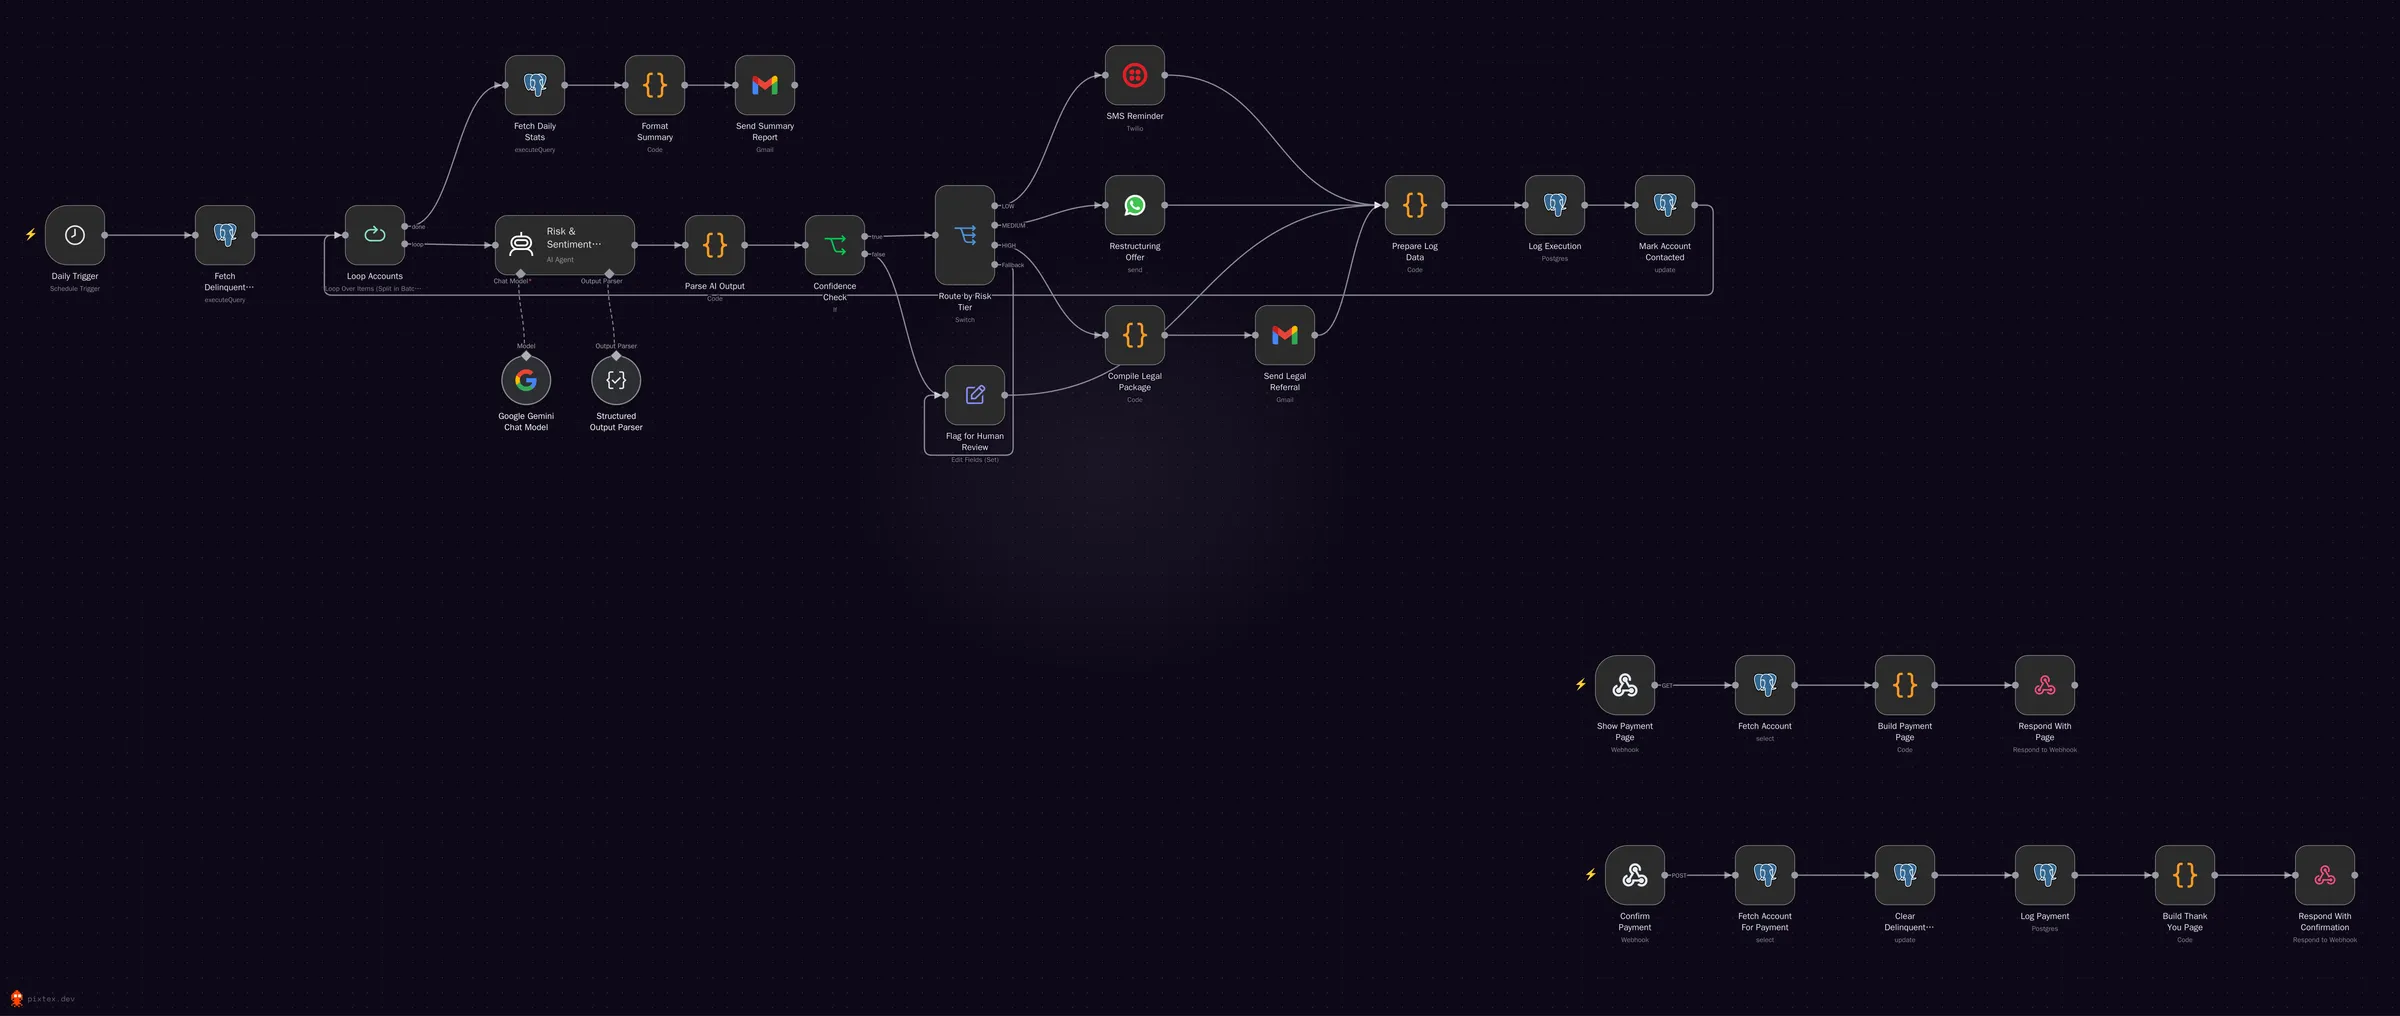 Fetch Daily
Stats
executeQuery
Format
Summary
Code
Send Summary
Report
Gmail
SMS Reminder
Twilio
Daily Trigger
Schedule Trigger
Fetch
Delinquent···
executeQuery
done
loop
Loop Accounts
Loop Over Items (Split in Batc···
Risk &
Sentiment···
AI Agent
Chat Model*
Output Parser
Parse AI Output
Code
true
false
Confidence
Check
If
LOW
MEDIUM
HIGH
Fallback
Route by Risk
Tier
Switch
Restructuring
Offer
send
Prepare Log
Data
Code
Log Execution
Postgres
Mark Account
Contacted
update
Model
Google Gemini
Chat Model
Output Parser
Structured
Output Parser
Flag for Human
Review
Edit Fields (Set)
Compile Legal
Package
Code
Send Legal
Referral
Gmail
GET
Show Payment
Page
Webhook
Fetch Account
select
Build Payment
Page
Code
Respond With
Page
Respond to Webhook
POST
Confirm
Payment
Webhook
Fetch Account
For Payment
select
Clear
Delinquent···
update
Log Payment
Postgres
Build Thank
You Page
Code
Respond With
Confirmation
Respond to Webhook
pixtex.dev